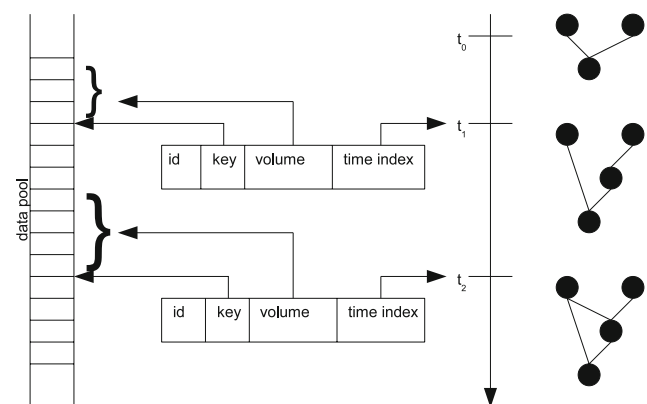 t0
t1
id key volume time index
data pool
t2
id key volume time index